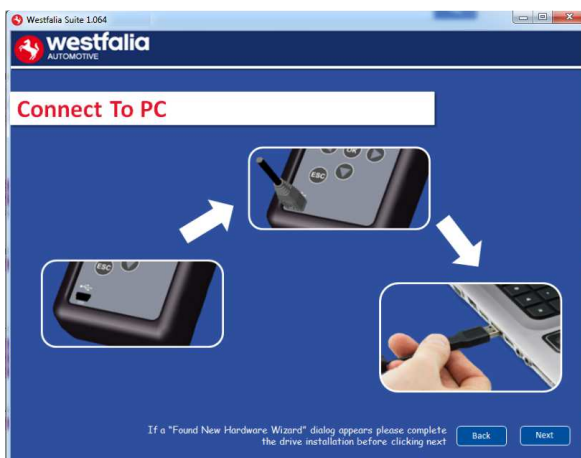 Westfalia Suite 1.064
westfalia
AUTOMOTIVE
Connect To PC
OK
ESC
ESC
If a "Found New Hardware Wizard" dialog appears please complete
the drive installation before clicking next
Back
Next